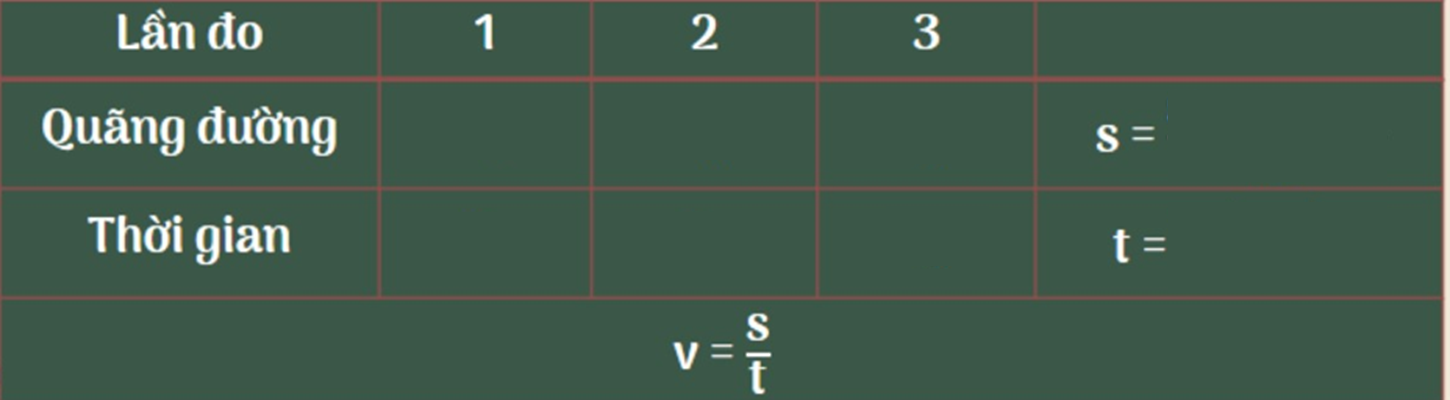 Lần đo 1 2 3
Quãng đường s =
Thời gian t =
v = s/t